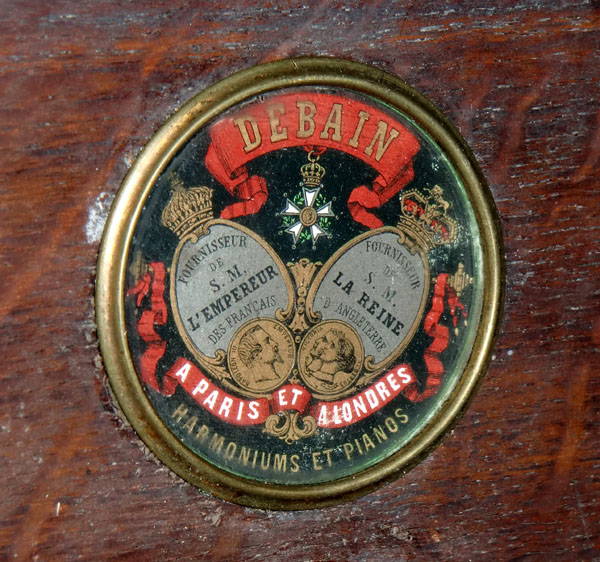 DEBAIN
FOURNISSEUR
DE
S. M.
L'EMPEREUR
DES FRANÇAIS
FOURNISSEUR
DE
S. M.
LA REINE
D'ANGLETERRE
A PARIS ET A LONDRES
HARMONIUMS ET PIANOS